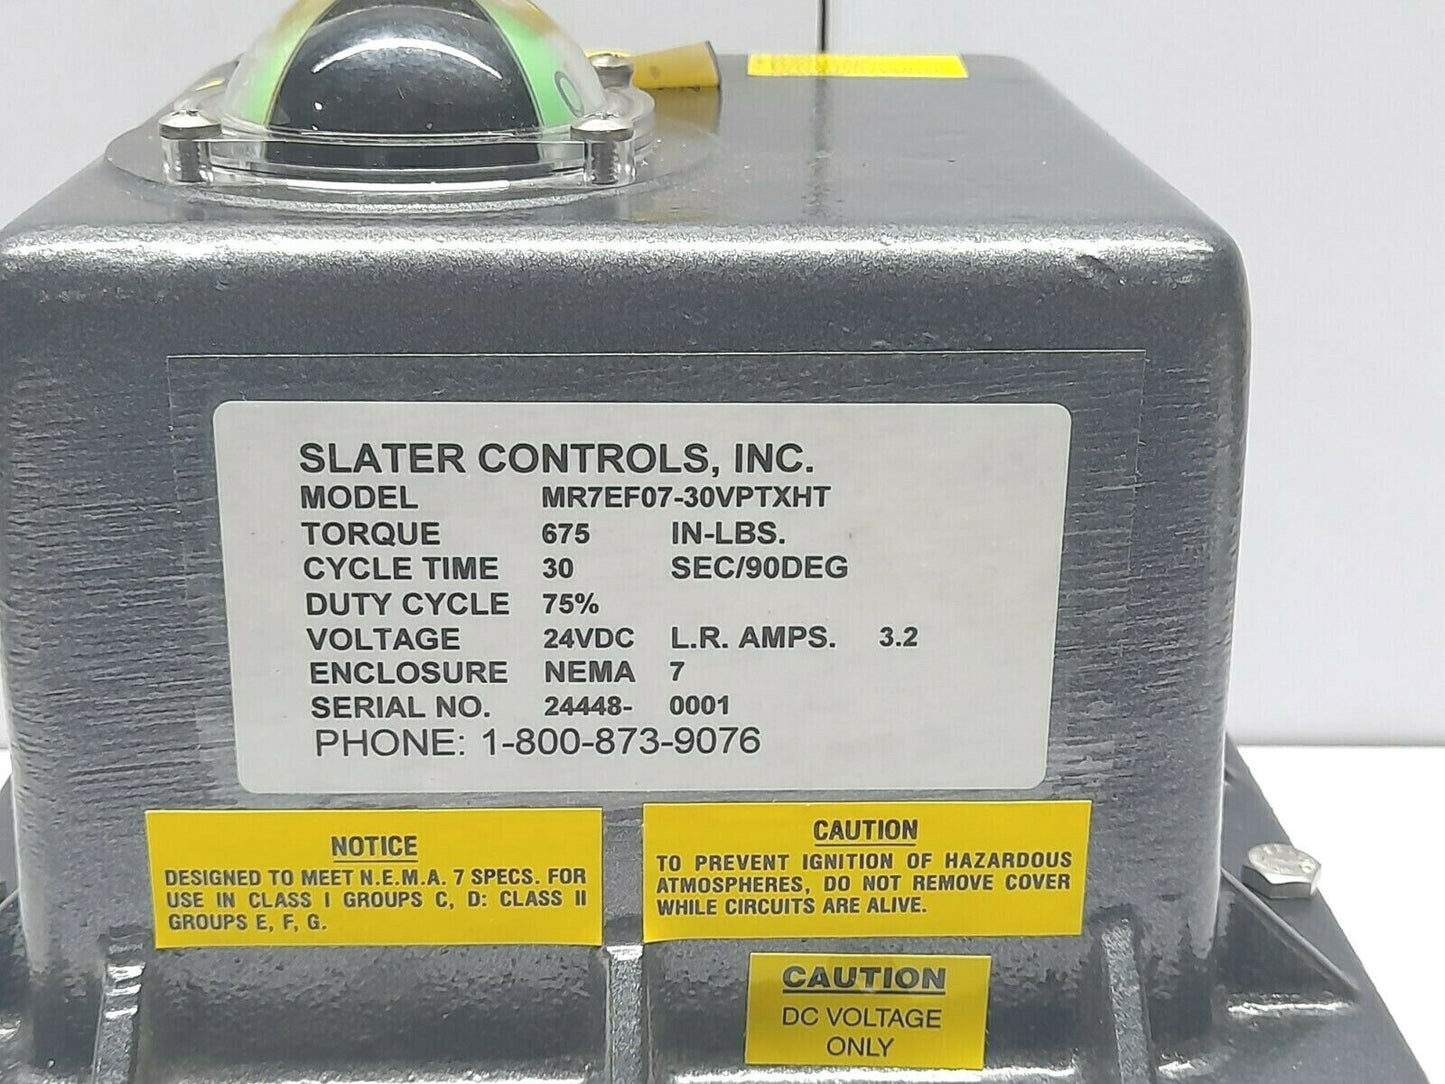 SLATER CONTROLS, INC.
MODEL MR7EF07-30VPTXHT
TORQUE 675 IN-LBS.
CYCLE TIME 30 SEC/90DEG
DUTY CYCLE 75%
VOLTAGE 24VDC L.R. AMPS. 3.2
ENCLOSURE NEMA 7
SERIAL NO. 24448- 0001
PHONE: 1-800-873-9076
NOTICE
DESIGNED TO MEET N.E.M.A. 7 SPECS. FOR
USE IN CLASS I GROUPS C, D: CLASS II
GROUPS E, F, G.
CAUTION
TO PREVENT IGNITION OF HAZARDOUS
ATMOSPHERES, DO NOT REMOVE COVER
WHILE CIRCUITS ARE ALIVE.
CAUTION
DC VOLTAGE
ONLY